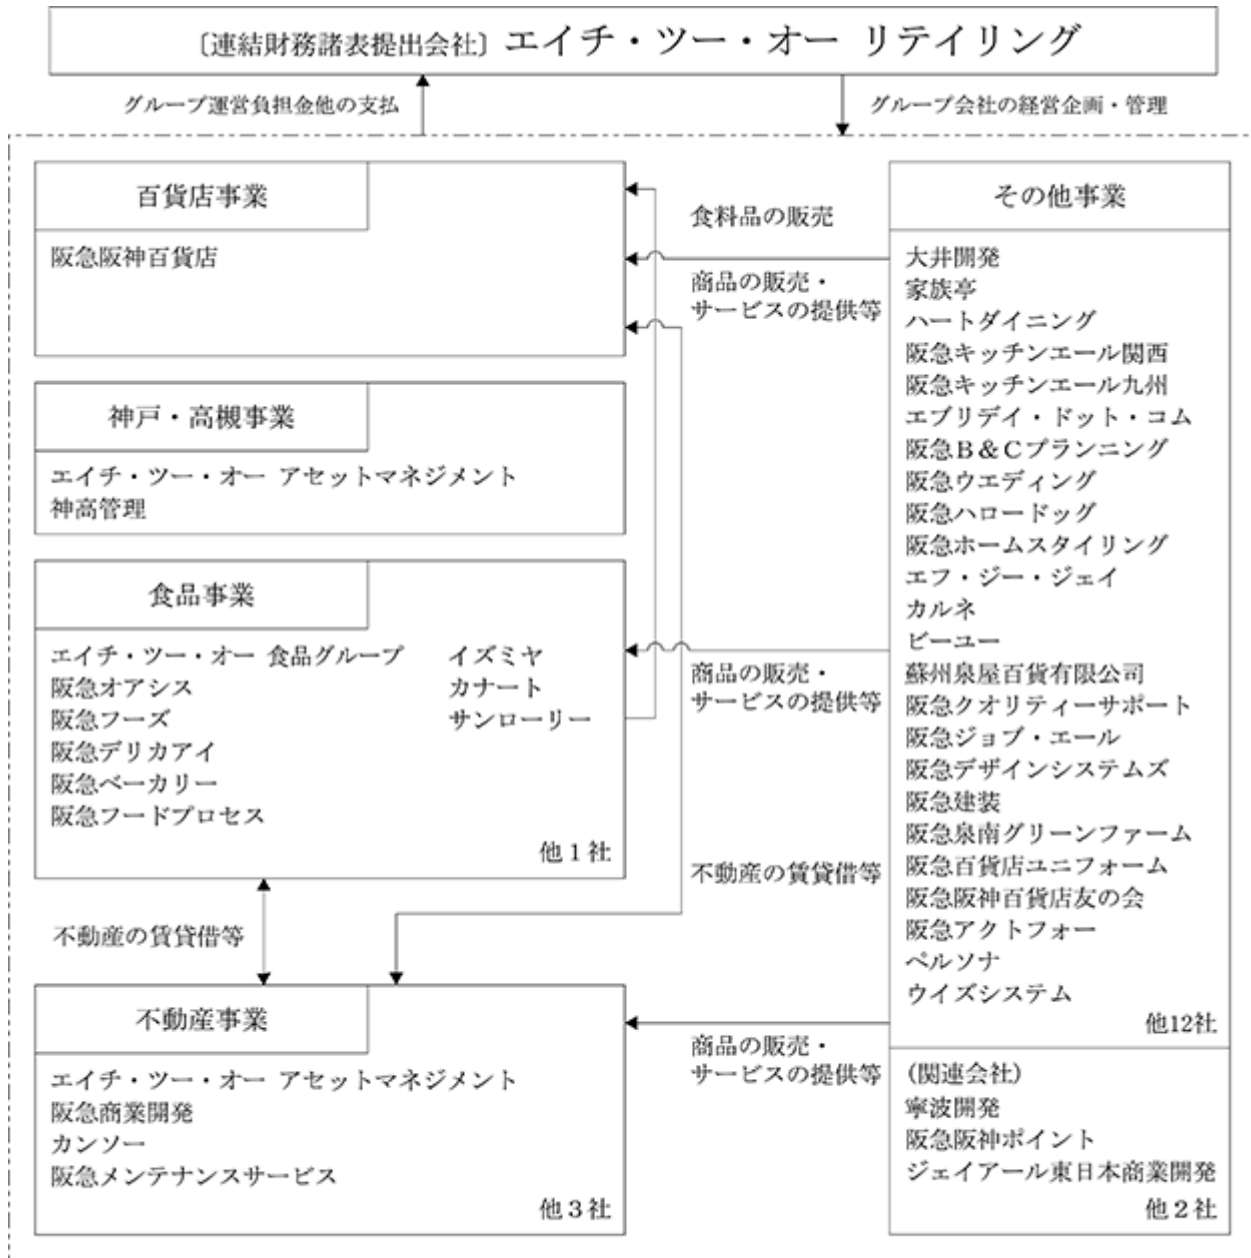 〔連結財務諸表提出会社〕エイチ・ツー・オー リテイリング
グループ運営負担金他の支払
グループ会社の経営企画・管理
百貨店事業
阪急阪神百貨店
神戸・高槻事業
エイチ・ツー・オー アセットマネジメント
神高管理
食品事業
エイチ・ツー・オー 食品グループ
阪急オアシス
阪急フーズ
阪急デリカアイ
阪急ベーカリー
阪急フードプロセス
イズミヤ
カナート
サンローリー
他1社
不動産の賃貸借等
不動産事業
エイチ・ツー・オー アセットマネジメント
阪急商業開発
カンソー
阪急メンテナンスサービス
他3社
食料品の販売
商品の販売・
サービスの提供等
商品の販売・
サービスの提供等
不動産の賃貸借等
商品の販売・
サービスの提供等
その他事業
大井開発
家族亭
ハートダイニング
阪急キッチンエール関西
阪急キッチンエール九州
エブリデイ・ドット・コム
阪急B&Cプランニング
阪急ウエディング
阪急ハロードッグ
阪急ホームスタイリング
エフ・ジー・ジェイ
カルネ
ビーユー
蘇州泉屋百貨有限公司
阪急クオリティーサポート
阪急ジョブ・エール
阪急デザインシステムズ
阪急建装
阪急泉南グリーンファーム
阪急百貨店ユニフォーム
阪急阪神百貨店友の会
阪急アクトフォー
ペルソナ
ウイズシステム
他12社
(関連会社)
寧波開発
阪急阪神ポイント
ジェイアール東日本商業開発
他2社